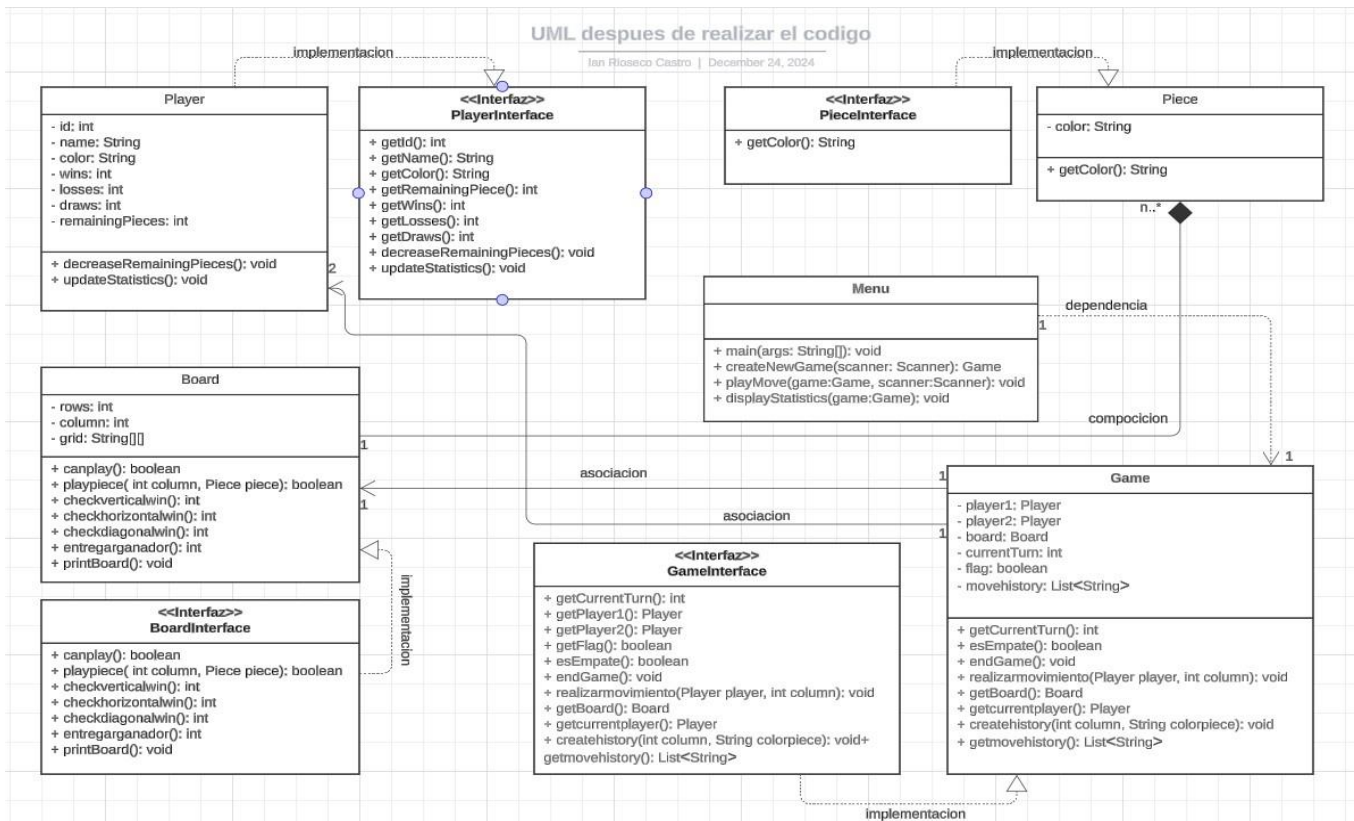 UML despues de realizar el codigo
Ian Rioseco Castro | December 24, 2024
implementacion
implementacion
Player
- id: int
- name: String
- color: String
- wins: int
- losses: int
- draws: int
- remainingPieces: int
+ decreaseRemainingPieces(): void
+ updateStatistics(): void
2
<<Interfaz>>
PlayerInterface
+ getId(): int
+ getName(): String
+ getColor(): String
+ getRemainingPiece(): int
+ getWins(): int
+ getLosses(): int
+ getDraws(): int
+ decreaseRemainingPieces(): void
+ updateStatistics(): void
<<Interfaz>>
PieceInterface
+ getColor(): String
Piece
- color: String
+ getColor(): String
n..*
Menu
+ main(args: String[]): void
+ createNewGame(scanner: Scanner): Game
+ playMove(game:Game, scanner:Scanner): void
+ displayStatistics(game:Game): void
dependencia
1
Board
- rows: int
- column: int
- grid: String[][]
+ canplay(): boolean
+ playpiece( int column, Piece piece): boolean
+ checkverticalwin(): int
+ checkhorizontalwin(): int
+ checkdiagonalwin(): int
+ entregarganador(): int
+ printBoard(): void
compocicion
1
asociacion
1
1
asociacion
1
1
implementacion
<<Interfaz>>
BoardInterface
+ canplay(): boolean
+ playpiece( int column, Piece piece): boolean
+ checkverticalwin(): int
+ checkhorizontalwin(): int
+ checkdiagonalwin(): int
+ entregarganador(): int
+ printBoard(): void
<<Interfaz>>
GameInterface
+ getCurrentTurn(): int
+ getPlayer1(): Player
+ getPlayer2(): Player
+ getFlag(): boolean
+ esEmpate(): boolean
+ endGame(): void
+ realizarmovimiento(Player player, int column): void
+ getBoard(): Board
+ getcurrentplayer(): Player
+ createhistory(int column, String colorpiece): void+
getmovehistory(): List<String>
Game
- player1: Player
- player2: Player
- board: Board
- currentTurn: int
- flag: boolean
- movehistory: List<String>
+ getCurrentTurn(): int
+ esEmpate(): boolean
+ endGame(): void
+ realizarmovimiento(Player player, int column): void
+ getBoard(): Board
+ getcurrentplayer(): Player
+ createhistory(int column, String colorpiece): void
+ getmovehistory(): List<String>
implementacion